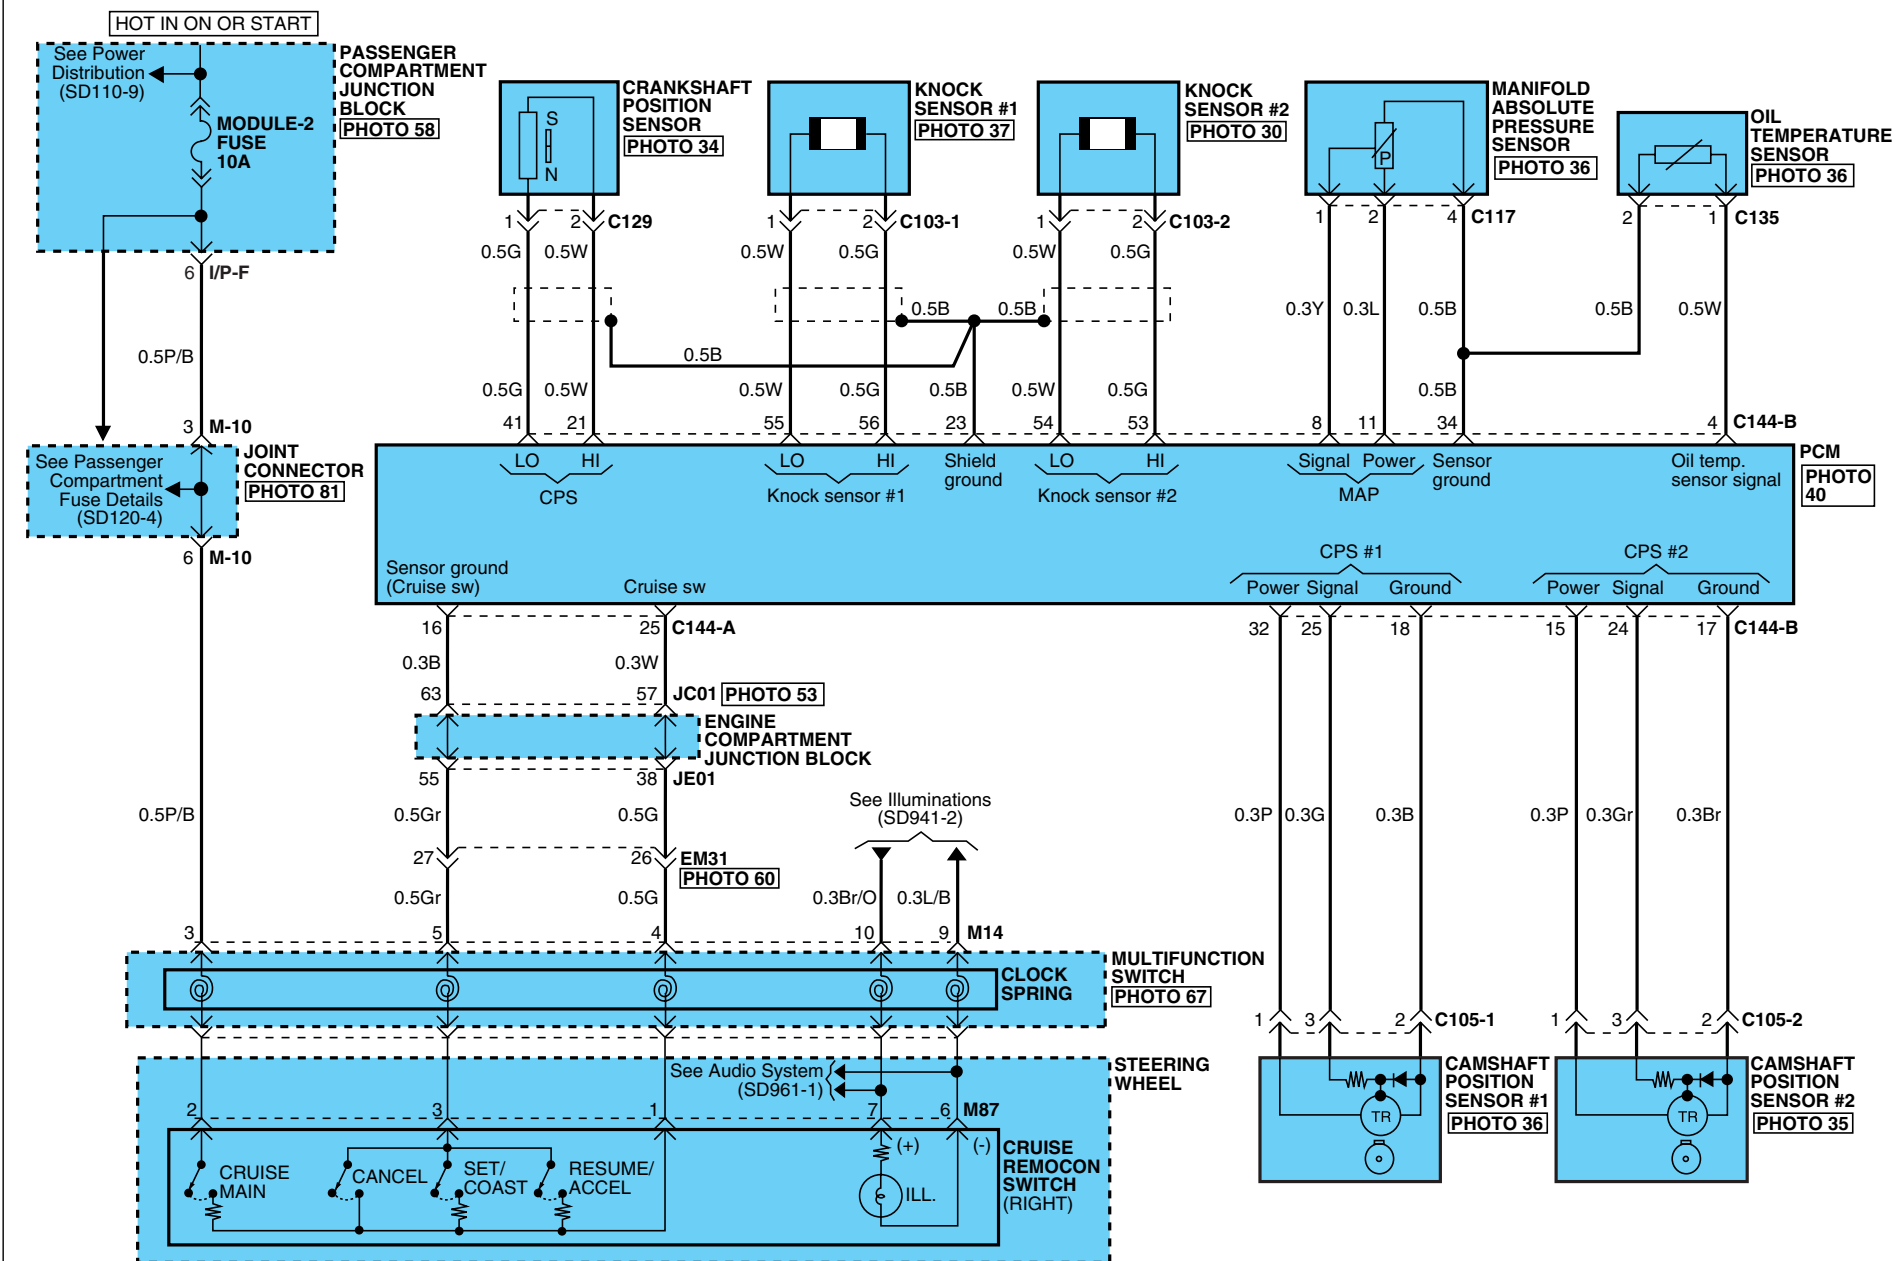 HOT IN ON OR START
See Power
Distribution
(SD110-9)
MODULE-2
FUSE
10A
PASSENGER
COMPARTMENT
JUNCTION
BLOCK
PHOTO 58
S
N
CRANKSHAFT
POSITION
SENSOR
PHOTO 34
KNOCK
SENSOR #1
PHOTO 37
KNOCK
SENSOR #2
PHOTO 30
P
MANIFOLD
ABSOLUTE
PRESSURE
SENSOR
PHOTO 36
OIL
TEMPERATURE
SENSOR
PHOTO 36
1 2 C129
1 2 C103-1
1 2 C103-2
1 2 4 C117
2 1 C135
0.5G 0.5W 0.5W 0.5G 0.5W 0.5G
6 I/P-F
0.5B 0.5B 0.3Y 0.3L 0.5B 0.5B 0.5W
0.5P/B
0.5B
0.5G 0.5W 0.5W 0.5G 0.5B 0.5W 0.5G 0.5B
41 21 55 56 23 54 53 8 11 34 4 C144-B
3 M-10
See Passenger
Compartment
Fuse Details
(SD120-4)
JOINT
CONNECTOR
PHOTO 81
6 M-10
LO HI
CPS
LO HI
Knock sensor #1
Shield
ground
LO HI
Knock sensor #2
Signal Power
MAP
Sensor
ground
Oil temp.
sensor signal
PCM
PHOTO
40
Sensor ground
(Cruise sw)
Cruise sw
CPS #1
Power Signal Ground
CPS #2
Power Signal Ground
16 25 C144-A
32 25 18 15 24 17 C144-B
0.3B 0.3W
63 57 JC01 PHOTO 53
ENGINE
COMPARTMENT
JUNCTION BLOCK
55 38 JE01
0.5P/B 0.5Gr 0.5G
See Illuminations
(SD941-2)
0.3P 0.3G 0.3B 0.3P 0.3Gr 0.3Br
27 26 EM31
PHOTO 60
0.5Gr 0.5G 0.3Br/O 0.3L/B
3 5 4 10 9 M14
CLOCK
SPRING
MULTIFUNCTION
SWITCH
PHOTO 67
1 3 2 C105-1
1 3 2 C105-2
See Audio System
(SD961-1)
STEERING
WHEEL
2 3 1 7 6 M87
(+) (-)
CRUISE
MAIN
CANCEL
SET/
COAST
RESUME/
ACCEL
ILL.
CRUISE
REMOCON
SWITCH
(RIGHT)
TR
CAMSHAFT
POSITION
SENSOR #1
PHOTO 36
TR
CAMSHAFT
POSITION
SENSOR #2
PHOTO 35